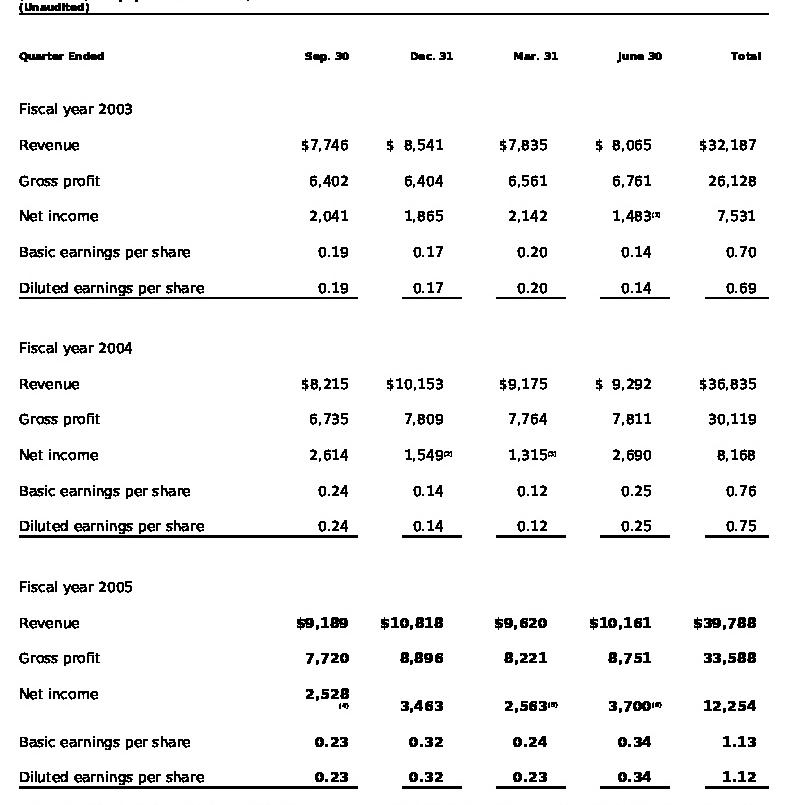 (Unaudited)
Quarter Ended Sep. 30 Dec. 31 Mar. 31 June 30 Total
Fiscal year 2003
Revenue $7,746 $ 8,541 $7,835 $ 8,065 $32,187
Gross profit 6,402 6,404 6,561 6,761 26,128
Net income 2,041 1,865 2,142 1,483 7,531
Basic earnings per share 0.19 0.17 0.20 0.14 0.70
Diluted earnings per share 0.19 0.17 0.20 0.14 0.69
Fiscal year 2004
Revenue $8,215 $10,153 $9,175 $ 9,292 $36,835
Gross profit 6,735 7,809 7,764 7,811 30,119
Net income 2,614 1,549 1,315 2,690 8,168
Basic earnings per share 0.24 0.14 0.12 0.25 0.76
Diluted earnings per share 0.24 0.14 0.12 0.25 0.75
Fiscal year 2005
Revenue $9,189 $10,818 $9,620 $10,161 $39,788
Gross profit 7,720 8,896 8,221 8,751 33,588
Net income 2,528
(4) 3,463 2,563 3,700 12,254
Basic earnings per share 0.23 0.32 0.24 0.34 1.13
Diluted earnings per share 0.23 0.32 0.23 0.34 1.12